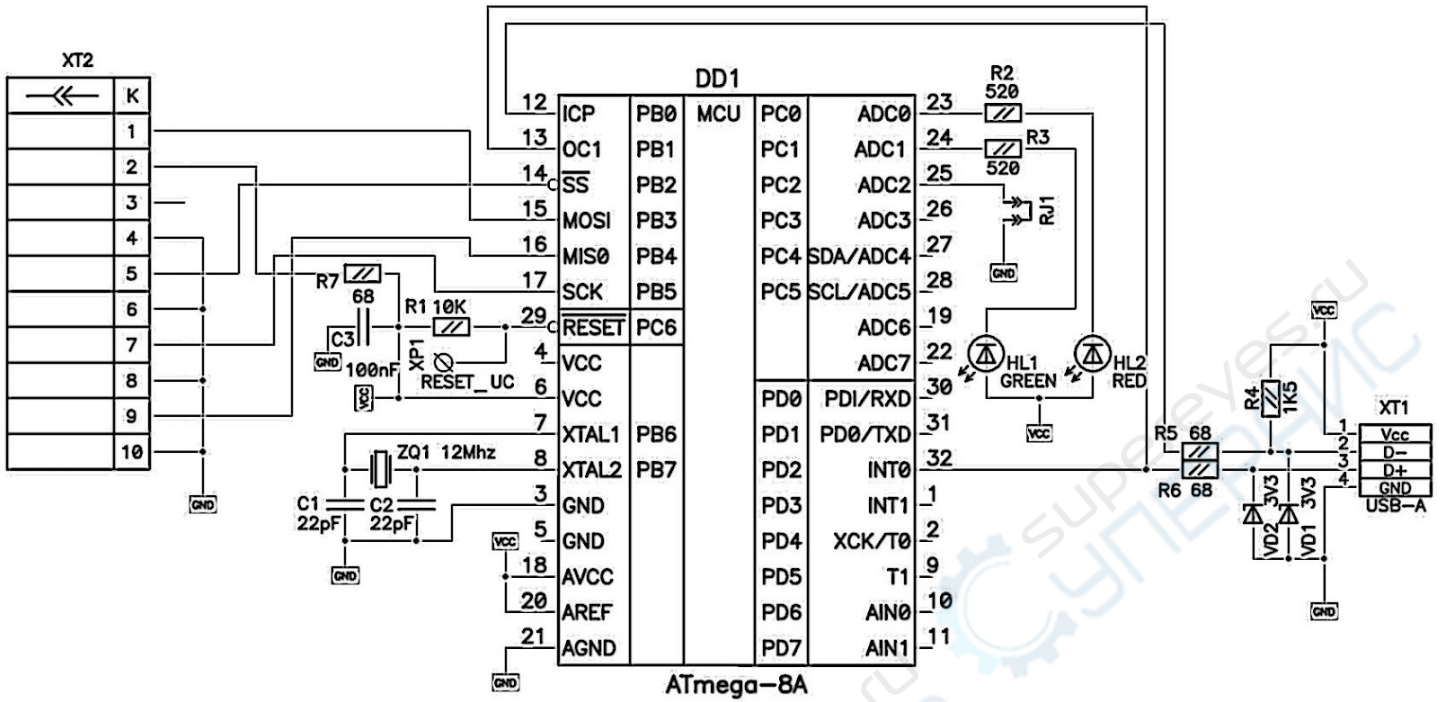 XT2
K
1
2
3
4
5
6
7
8
9
10
DD1
12 ICP PB0 MCU PC0 ADC0 23
13 OC1 PB1 PC1 ADC1 24
14 SS PB2 PC2 ADC2 25
15 MOSI PB3 PC3 ADC3 26
16 MISO PB4 PC4 SDA/ADC4 27
17 SCK PB5 PC5 SCL/ADC5 28
29 RESET PC6 ADC6 19
4 VCC ADC7 22
6 VCC PD0 PDI/RXD 30
7 XTAL1 PB6 PD1 PD0/TXD 31
8 XTAL2 PB7 PD2 INT0 32
3 GND PD3 INT1 1
5 GND PD4 XCK/T0 2
18 AVCC PD5 T1 9
20 AREF PD6 AIN0 10
21 AGND PD7 AIN1 11
ATmega-8A
R7
68
R1 10K
C3
100nF
GND
VCC
XP1
RESET_UC
ZQ1 12Mhz
C1
22pF
C2
22pF
GND
GND
VCC
GND
R2
520
R3
520
RJ1
GND
HL1
GREEN
HL2
RED
VCC
VCC
R4
1K5
R5 68
R6 68
VD2
3V3
VD1
3V3
GND
XT1
1 Vcc
2 D-
3 D+
4 GND
USB-A
supereyes.ru
СУПЕРАЙС
ru